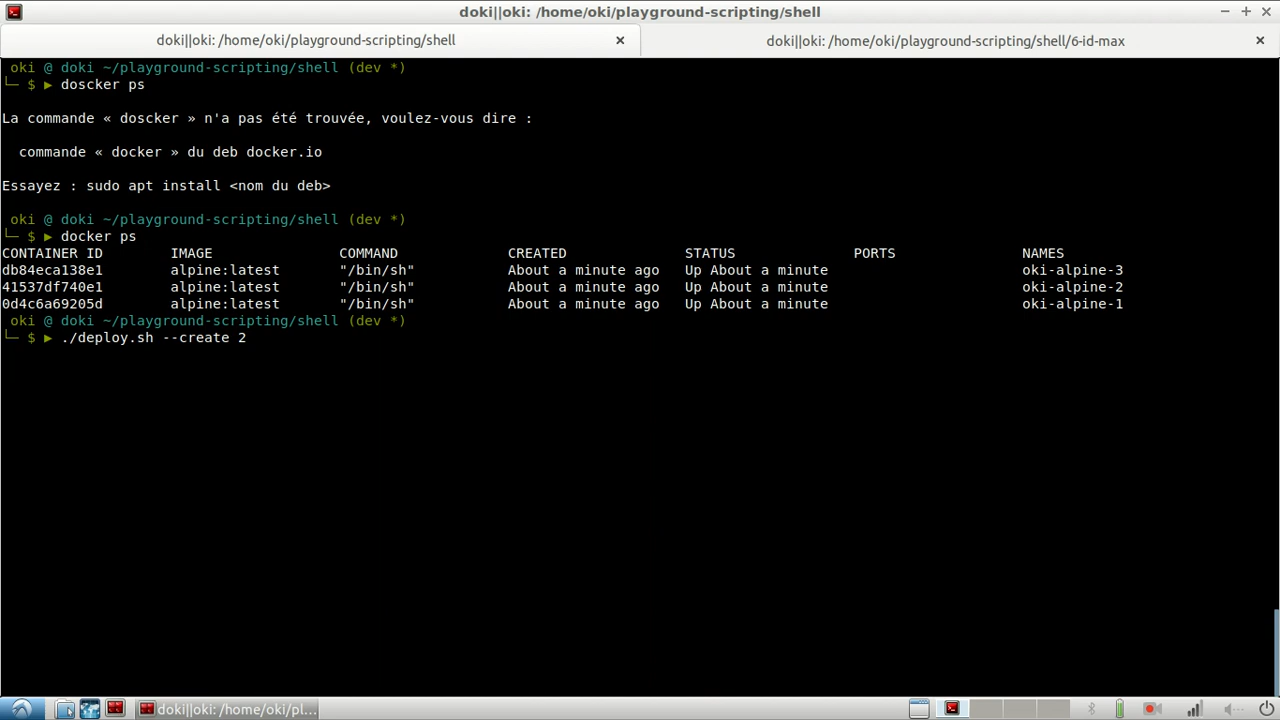 doki||oki: /home/oki/playground-scripting/shell
doki||oki: /home/oki/playground-scripting/shell
doki||oki: /home/oki/playground-scripting/shell/6-id-max
oki @ doki ~/playground-scripting/shell (dev *)
└─ $ ▶ doscker ps
La commande « doscker » n'a pas été trouvée, voulez-vous dire :
commande « docker » du deb docker.io
Essayez : sudo apt install <nom du deb>
oki @ doki ~/playground-scripting/shell (dev *)
└─ $ ▶ docker ps
CONTAINER ID IMAGE COMMAND CREATED STATUS PORTS NAMES
db84eca138e1 alpine:latest "/bin/sh" About a minute ago Up About a minute oki-alpine-3
41537df740e1 alpine:latest "/bin/sh" About a minute ago Up About a minute oki-alpine-2
0d4c6a69205d alpine:latest "/bin/sh" About a minute ago Up About a minute oki-alpine-1
oki @ doki ~/playground-scripting/shell (dev *)
└─ $ ▶ ./deploy.sh --create 2
doki||oki: /home/oki/pl...